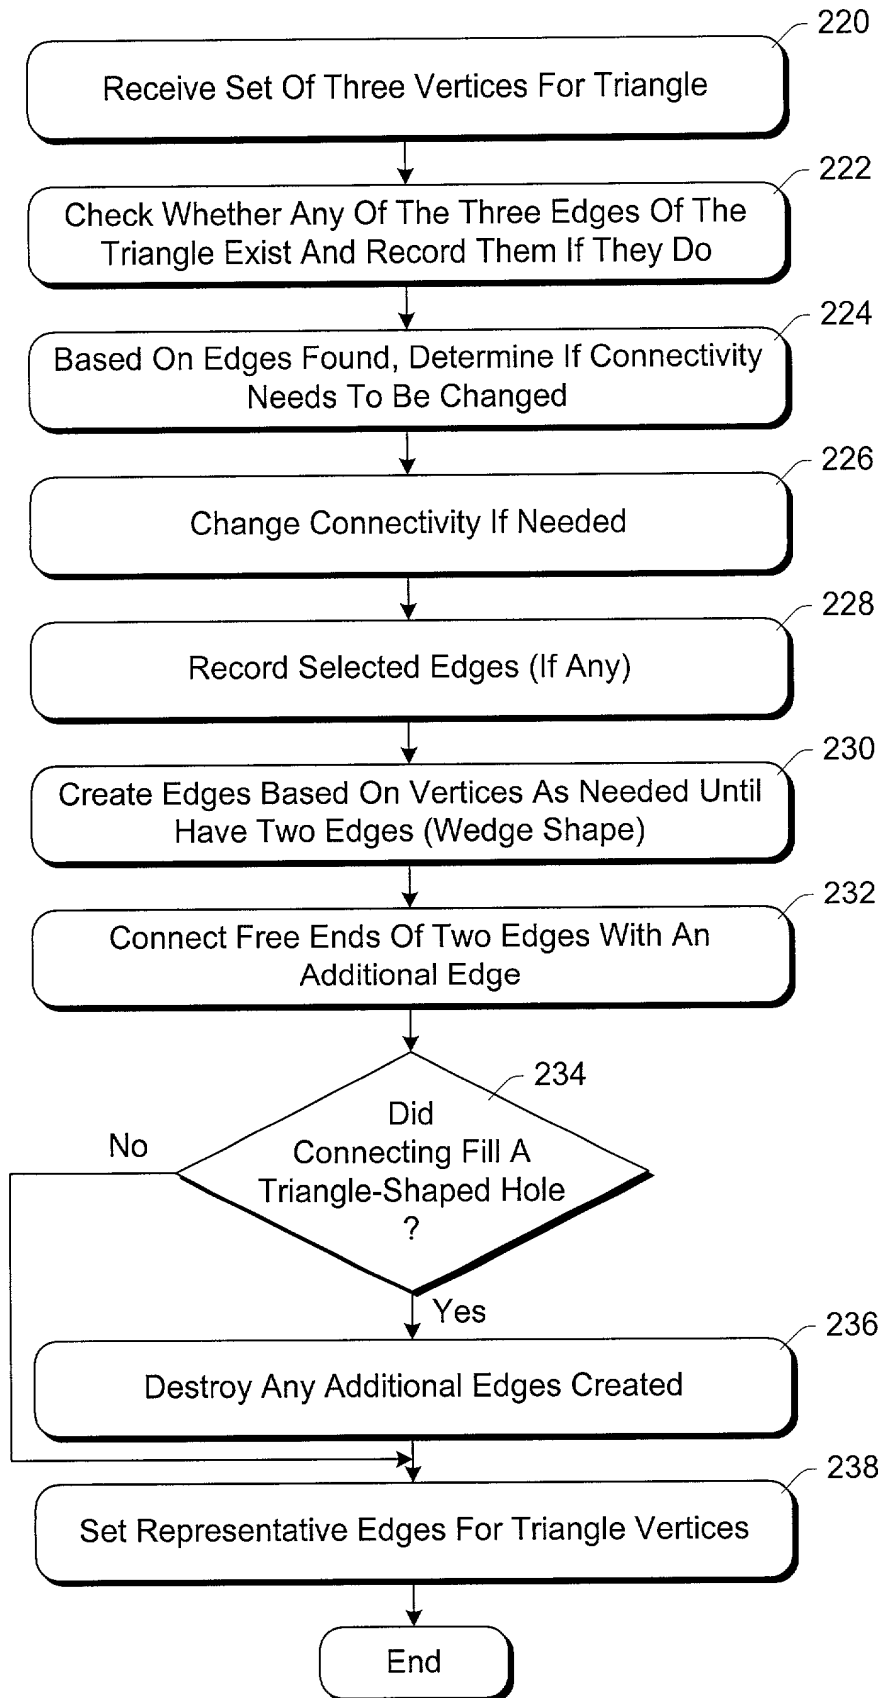 220
Receive Set Of Three Vertices For Triangle
222
Check Whether Any Of The Three Edges Of The
Triangle Exist And Record Them If They Do
224
Based On Edges Found, Determine If Connectivity
Needs To Be Changed
226
Change Connectivity If Needed
228
Record Selected Edges (If Any)
230
Create Edges Based On Vertices As Needed Until
Have Two Edges (Wedge Shape)
232
Connect Free Ends Of Two Edges With An
Additional Edge
234
Did
Connecting Fill A
Triangle-Shaped Hole
?
No
Yes
236
Destroy Any Additional Edges Created
238
Set Representative Edges For Triangle Vertices
End